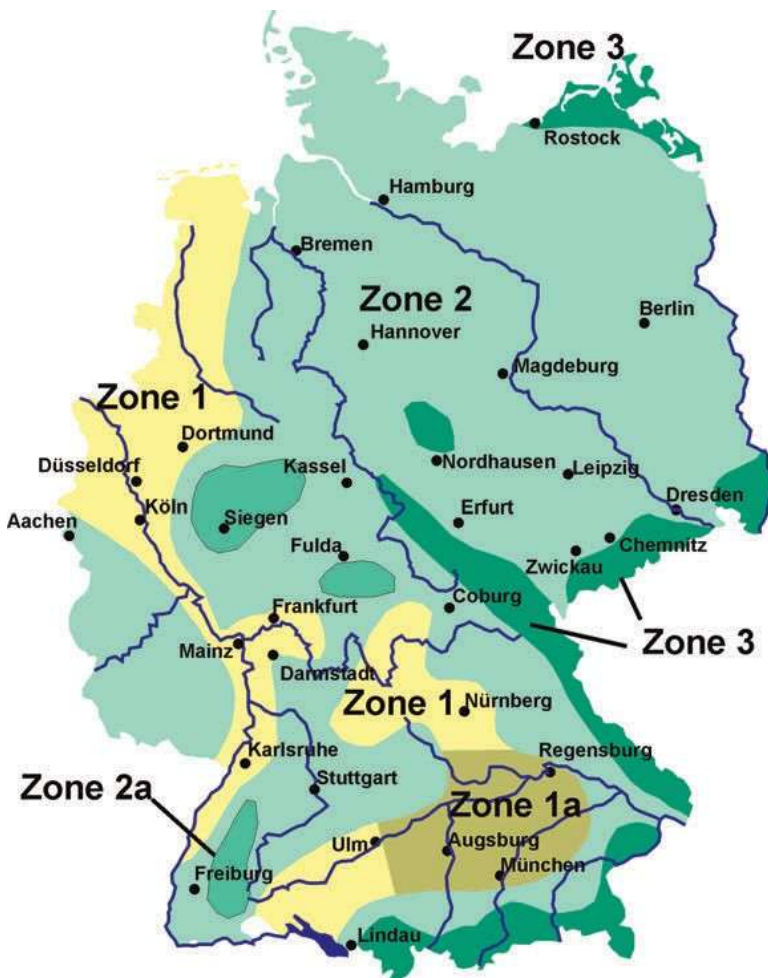 Zone 3
Rostock
Hamburg
Bremen
Zone 2
Berlin
Hannover
Magdeburg
Zone 1
Dortmund
Düsseldorf
Kassel
Nordhausen
Leipzig
Köln
Siegen
Erfurt
Dresden
Aachen
Fulda
Zwickau
Chemnitz
Frankfurt
Coburg
Mainz
Darmstadt
Zone 3
Zone 1
Nürnberg
Karlsruhe
Regensburg
Zone 2a
Stuttgart
Zone 1a
Ulm
Augsburg
Freiburg
München
Lindau